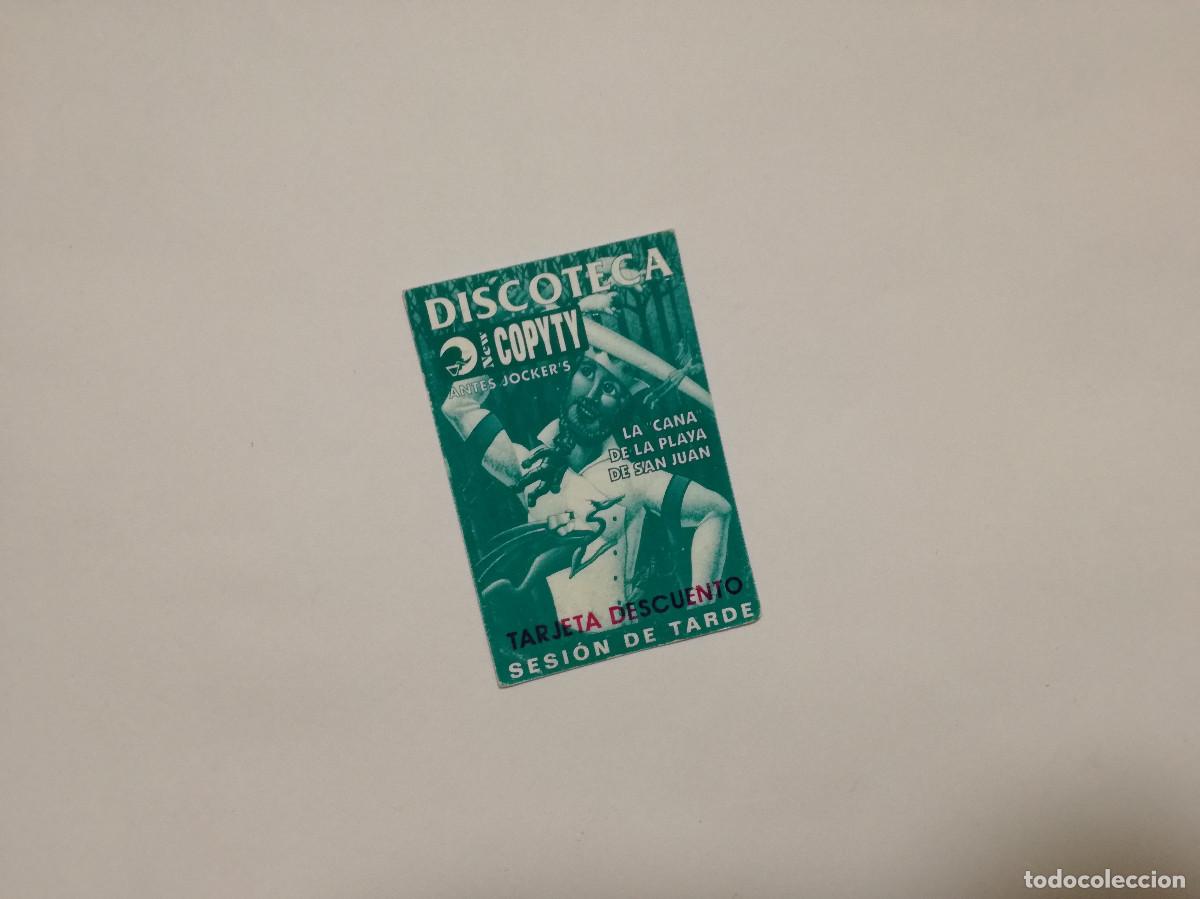 DISCOTECA
New COPYTY
ANTES JOCKER'S
LA "CANA"
DE LA PLAYA
DE SAN JUAN
TARJETA DESCUENTO
SESIÓN DE TARDE
todocoleccion